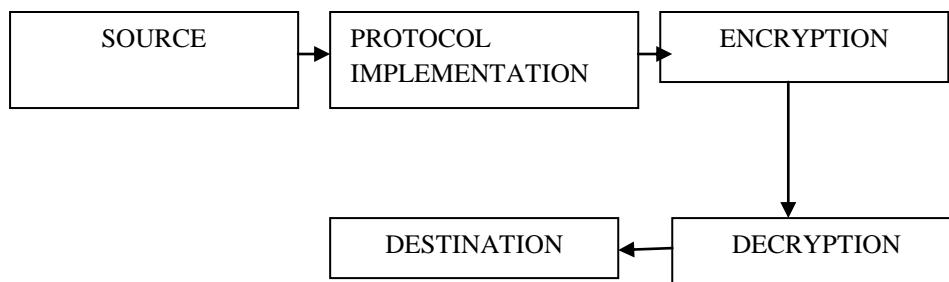 SOURCE
PROTOCOL
IMPLEMENTATION
ENCRYPTION
DESTINATION
DECRYPTION